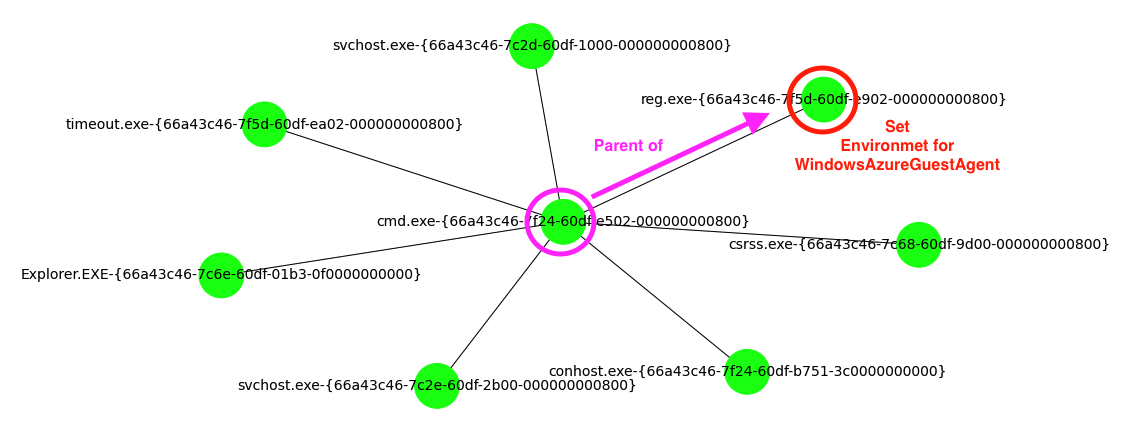 svchost.exe-{66a43c46-7c2d-60df-1000-000000000800}
reg.exe-{66a43c46-7f5d-60df-e902-000000000800}
timeout.exe-{66a43c46-7f5d-60df-ea02-000000000800}
Set
Environmet for
WindowsAzureGuestAgent
Parent of
cmd.exe-{66a43c46-7f24-60df-e502-000000000800}
csrss.exe-{66a43c46-7c68-60df-9d00-000000000800}
Explorer.EXE-{66a43c46-7c6e-60df-01b3-0f0000000000}
conhost.exe-{66a43c46-7f24-60df-b751-3c0000000000}
svchost.exe-{66a43c46-7c2e-60df-2b00-000000000800}